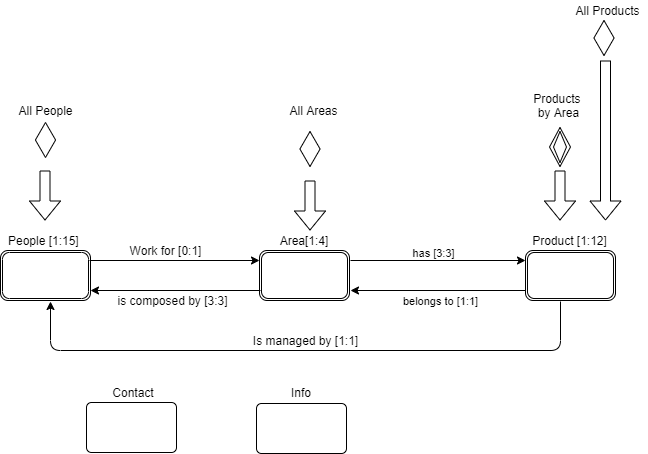 All Products
Products
by Area
All People
All Areas
People [1:15]
Area[1:4]
Product [1:12]
Work for [0:1]
has [3:3]
is composed by [3:3]
belongs to [1:1]
Is managed by [1:1]
Contact
Info